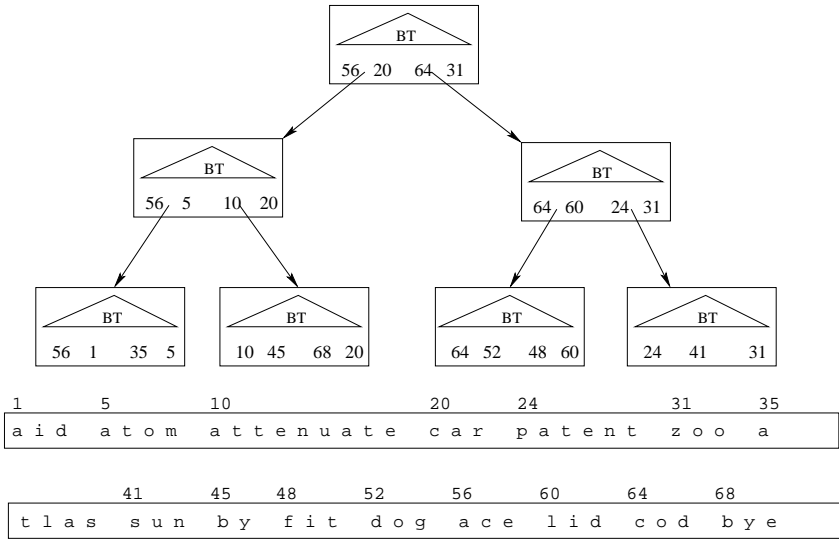 BT
56 20 64 31
BT BT
56 5 10 20 64 60 24 31
BT BT BT BT
56 1 35 5 10 45 68 20 64 52 48 60 24 41 31
1 5 10 20 24 31 35
a i d a t o m a t t e n u a t e c a r p a t e n t z o o a
41 45 48 52 56 60 64 68
t l a s s u n b y f i t d o g a c e l i d c o d b y e